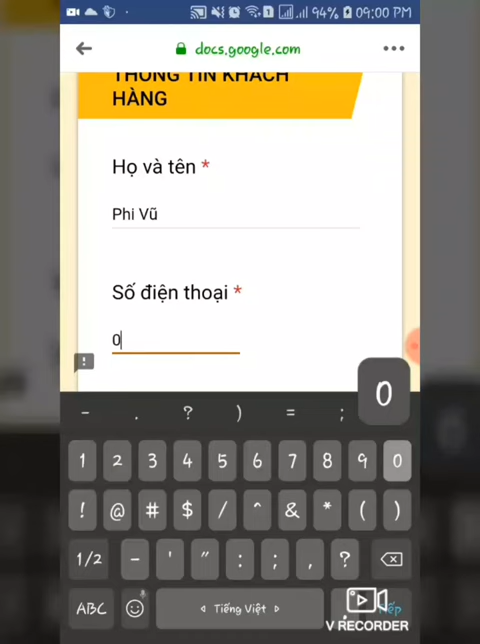 94% 09:00 PM
docs.google.com
THÔNG TIN KHÁCH
HÀNG
Họ và tên *
Phi Vũ
Số điện thoại *
0
0
- . ? ) = ;
1 2 3 4 5 6 7 8 9 0
! @ # $ / ^ & * ( )
1/2 - ' " : ; , ?
ABC Tiếng Việt
V RECORDER